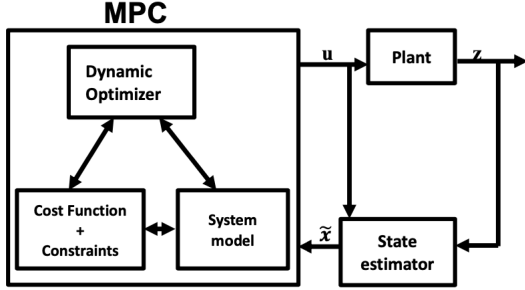 MPC
Dynamic
Optimizer
u
Plant
z
Cost Function
+
Constraints
System
model
x̃
State
estimator